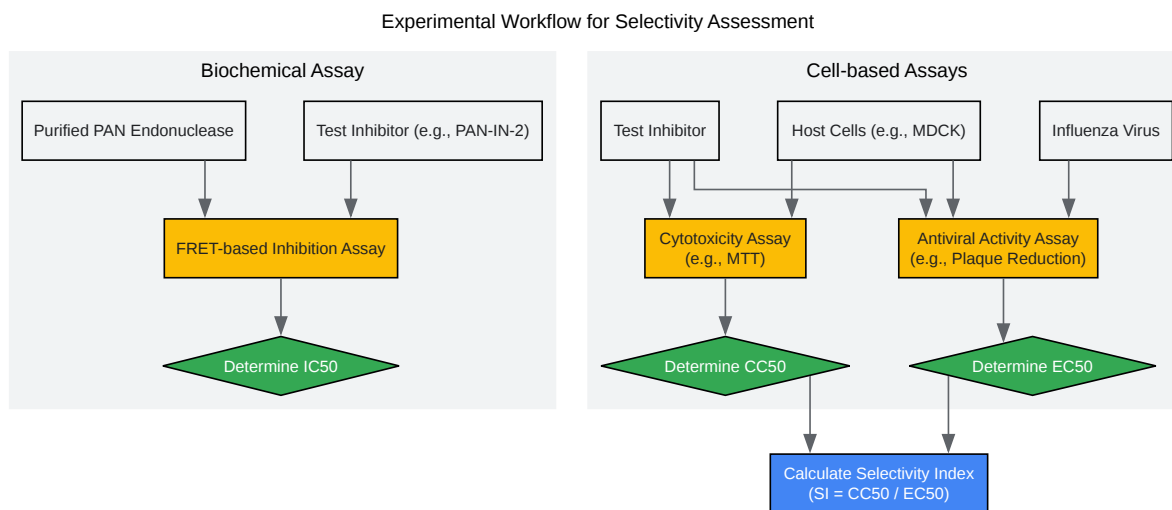 Experimental Workflow for Selectivity Assessment
Biochemical Assay
Purified PAN Endonuclease
Test Inhibitor (e.g., PAN-IN-2)
FRET-based Inhibition Assay
Determine IC50
Cell-based Assays
Test Inhibitor
Host Cells (e.g., MDCK)
Influenza Virus
Cytotoxicity Assay
(e.g., MTT)
Antiviral Activity Assay
(e.g., Plaque Reduction)
Determine CC50
Determine EC50
Calculate Selectivity Index
(SI = CC50 / EC50)